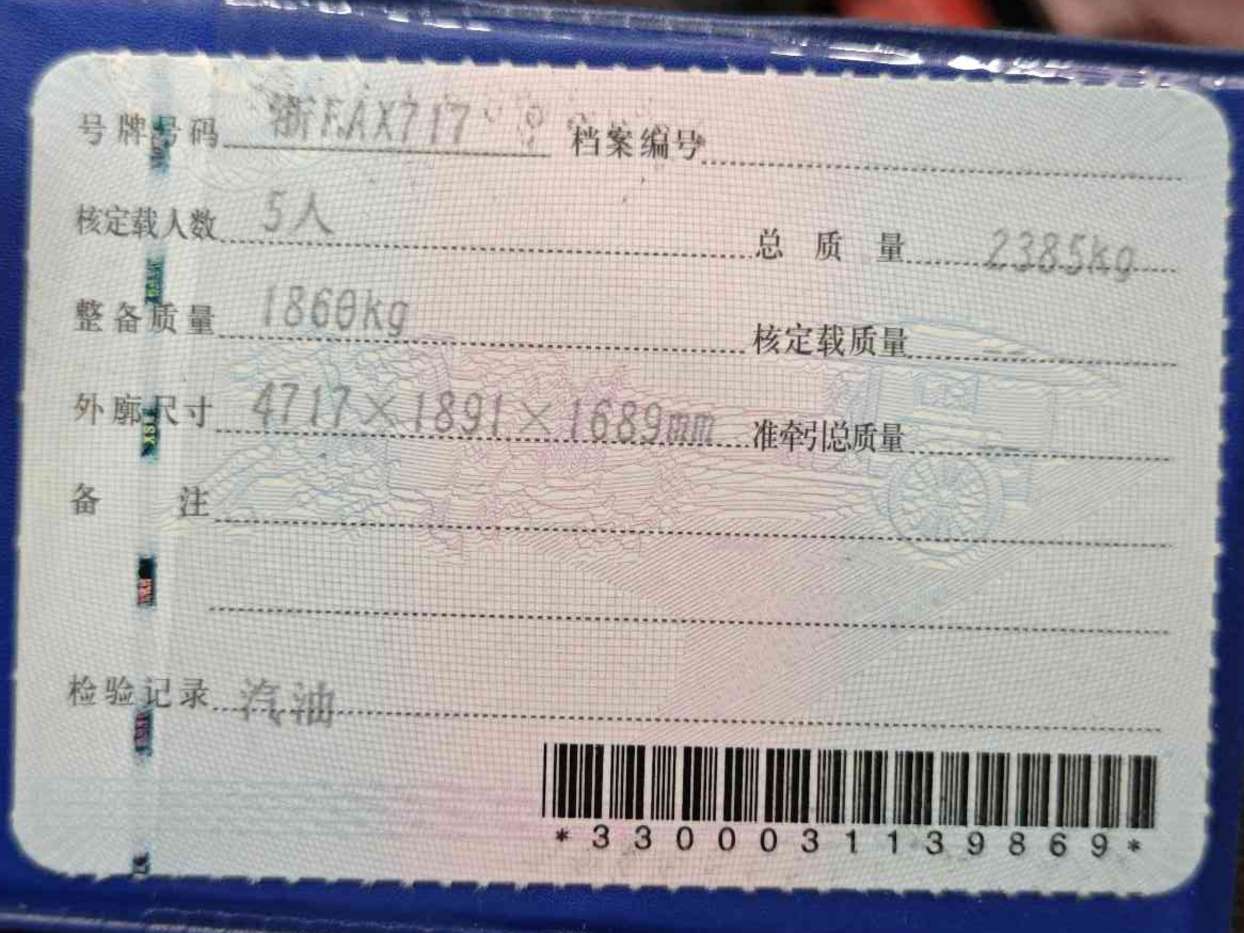 号牌号码 浙FAX717 档案编号
核定载人数 5人 总质量 2385kg
整备质量 1860kg 核定载质量 --
外廓尺寸 4717×1891×1689mm 准牵引总质量 --
备注
检验记录 汽油
*3300031139869*